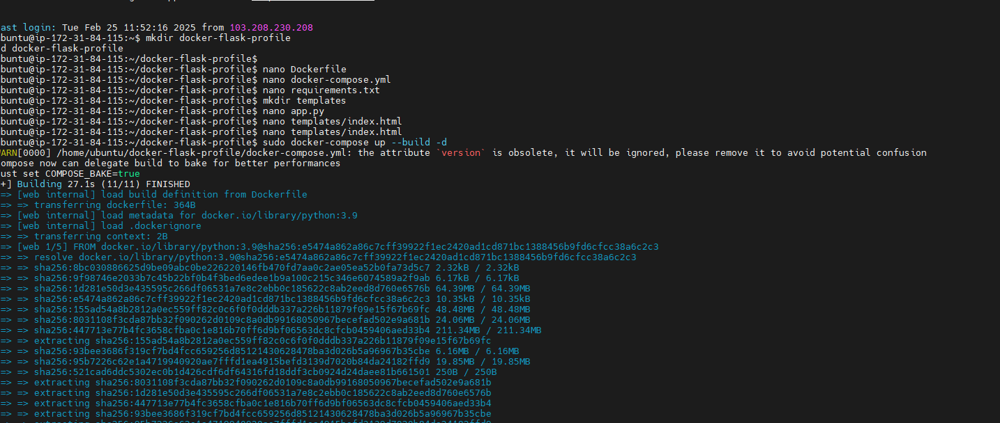 ast login: Tue Feb 25 11:52:16 2025 from 103.208.230.208
buntu@ip-172-31-84-115:~$ mkdir docker-flask-profile
d docker-flask-profile
buntu@ip-172-31-84-115:~/docker-flask-profile$
buntu@ip-172-31-84-115:~/docker-flask-profile$ nano Dockerfile
buntu@ip-172-31-84-115:~/docker-flask-profile$ nano docker-compose.yml
buntu@ip-172-31-84-115:~/docker-flask-profile$ nano requirements.txt
buntu@ip-172-31-84-115:~/docker-flask-profile$ mkdir templates
buntu@ip-172-31-84-115:~/docker-flask-profile$ nano app.py
buntu@ip-172-31-84-115:~/docker-flask-profile$ nano templates/index.html
buntu@ip-172-31-84-115:~/docker-flask-profile$ nano templates/index.html
buntu@ip-172-31-84-115:~/docker-flask-profile$ sudo docker-compose up --build -d
ARN[0000] /home/ubuntu/docker-flask-profile/docker-compose.yml: the attribute `version` is obsolete, it will be ignored, please remove it to avoid potential confusion
ompose now can delegate build to bake for better performances
ust set COMPOSE_BAKE=true
+] Building 27.1s (11/11) FINISHED
=> [web internal] load build definition from Dockerfile
=> => transferring dockerfile: 364B
=> [web internal] load metadata for docker.io/library/python:3.9
=> [web internal] load .dockerignore
=> => transferring context: 2B
=> [web 1/5] FROM docker.io/library/python:3.9@sha256:e5474a862a86c7cff39922f1ec2420ad1cd871bc1388456b9fd6cfcc38a6c2c3
=> => resolve docker.io/library/python:3.9@sha256:e5474a862a86c7cff39922f1ec2420ad1cd871bc1388456b9fd6cfcc38a6c2c3
=> => sha256:8bc030886625d9be09abc0be226220146fb470fd7aa0c2ae05ea52b0fa73d5c7 2.32kB / 2.32kB
=> => sha256:9f98746e2033b7c45b22bf0b4f3bed6edee1b9a100c215c346e6074589a2f9ab 6.17kB / 6.17kB
=> => sha256:1d281e50d3e435595c266df06531a7e8c2ebb0c185622c8ab2eed8d760e6576b 64.39MB / 64.39MB
=> => sha256:e5474a862a86c7cff39922f1ec2420ad1cd871bc1388456b9fd6cfcc38a6c2c3 10.35kB / 10.35kB
=> => sha256:155ad54a8b2812a0ec559ff82c0c6f0f0dddb337a226b11879f09e15f67b69fc 48.48MB / 48.48MB
=> => sha256:8031108f3cda87bb32f090262d0109c8a0db99168050967becefad502e9a681b 24.06MB / 24.06MB
=> => sha256:447713e77b4fc3658cfba0c1e816b70ff6d9bf06563dc8cfcb0459406aed33b4 211.34MB / 211.34MB
=> => extracting sha256:155ad54a8b2812a0ec559ff82c0c6f0f0dddb337a226b11879f09e15f67b69fc
=> => sha256:93bee3686f319cf7bd4fcc659256d85121430628478ba3d026b5a96967b35cbe 6.16MB / 6.16MB
=> => sha256:95b7226c62e1a4719940920ae7fffd1ea4915befd3139d7020b84da24182ffd9 19.85MB / 19.85MB
=> => sha256:521cad6ddc5302ec0b1d426cdf6df64316fd18ddf3cb0924d24daee81b661501 250B / 250B
=> => extracting sha256:8031108f3cda87bb32f090262d0109c8a0db99168050967becefad502e9a681b
=> => extracting sha256:1d281e50d3e435595c266df06531a7e8c2ebb0c185622c8ab2eed8d760e6576b
=> => extracting sha256:447713e77b4fc3658cfba0c1e816b70ff6d9bf06563dc8cfcb0459406aed33b4
=> => extracting sha256:93bee3686f319cf7bd4fcc659256d85121430628478ba3d026b5a96967b35cbe